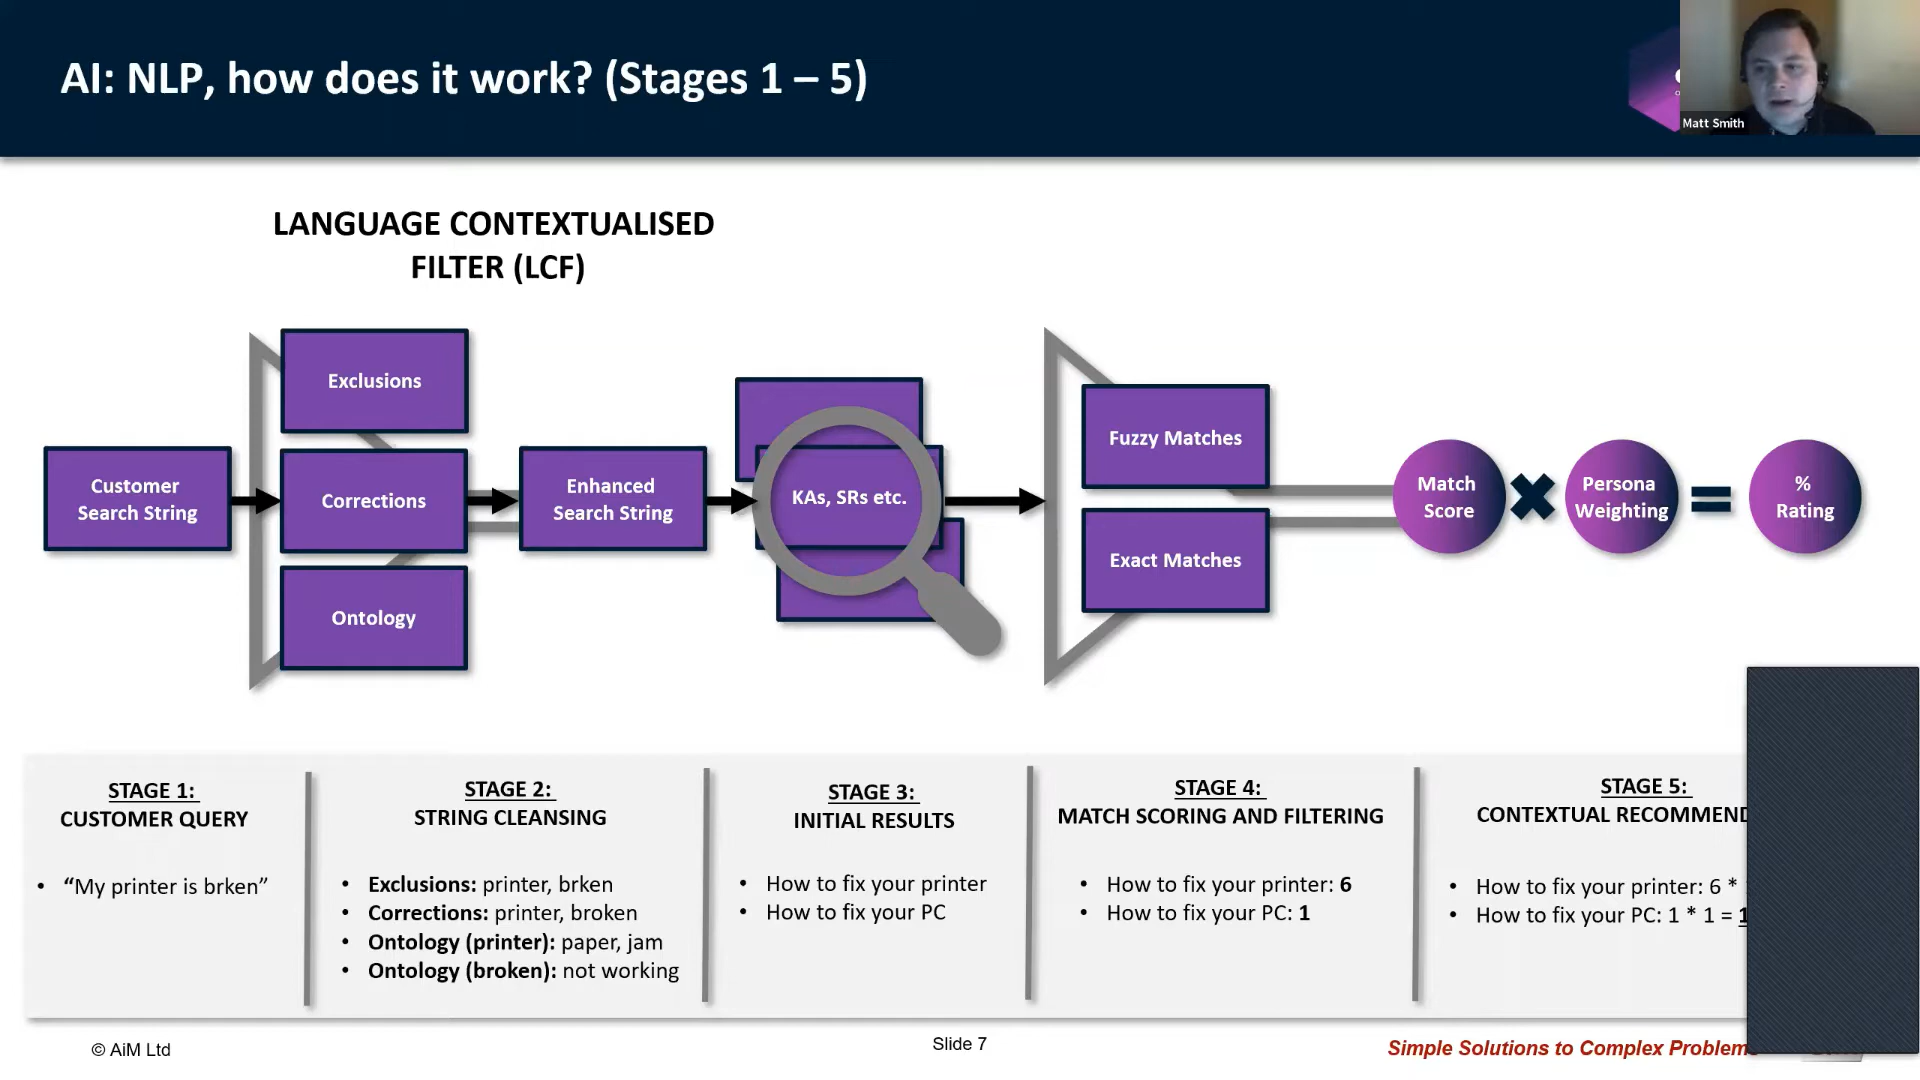 AI: NLP, how does it work? (Stages 1 – 5)
Matt Smith
LANGUAGE CONTEXTUALISED
FILTER (LCF)
Customer
Search String
Exclusions
Corrections
Ontology
Enhanced
Search String
KAs, SRs etc.
Fuzzy Matches
Exact Matches
Match
Score
Persona
Weighting
%
Rating
STAGE 1:
CUSTOMER QUERY
• “My printer is brken”
STAGE 2:
STRING CLEANSING
• Exclusions: printer, brken
• Corrections: printer, broken
• Ontology (printer): paper, jam
• Ontology (broken): not working
STAGE 3:
INITIAL RESULTS
• How to fix your printer
• How to fix your PC
STAGE 4:
MATCH SCORING AND FILTERING
• How to fix your printer: 6
• How to fix your PC: 1
STAGE 5:
CONTEXTUAL RECOMMEND
• How to fix your printer: 6 *
• How to fix your PC: 1 * 1 = 1
© AiM Ltd
Slide 7
Simple Solutions to Complex Problems